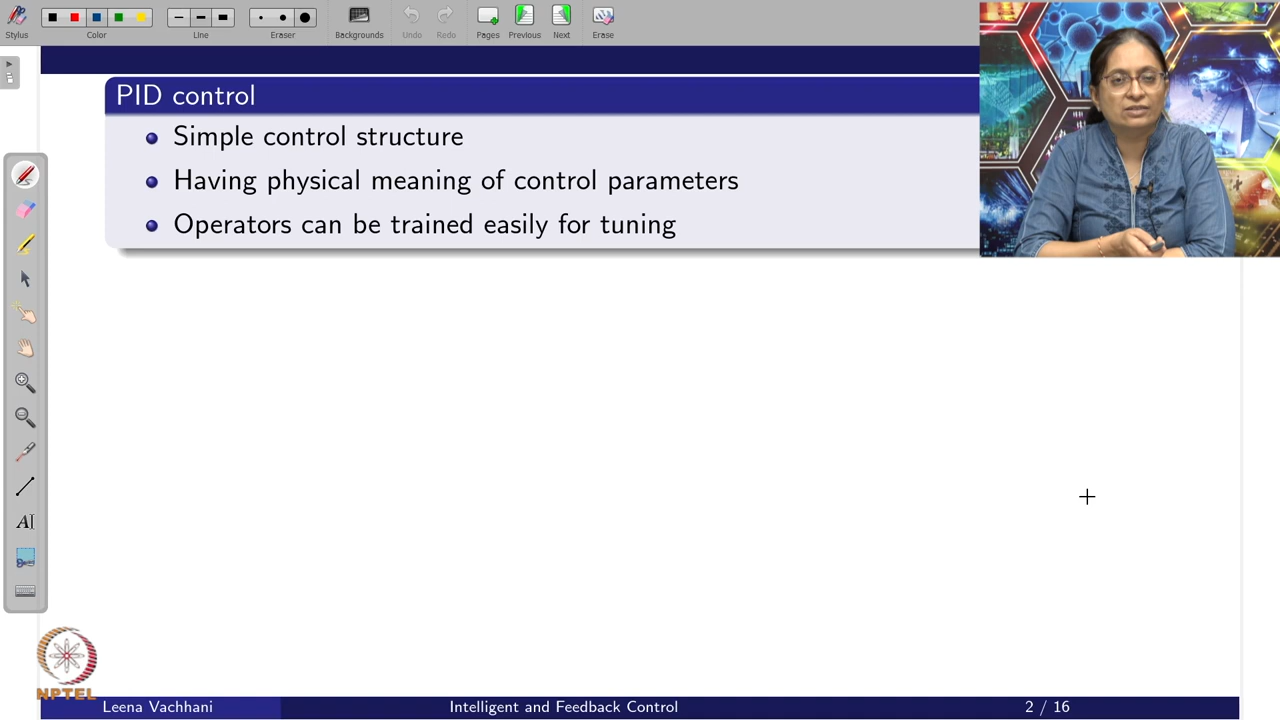 Stylus
Color
Line
Eraser
Backgrounds
Undo
Redo
Pages
Previous
Next
Erase
PID control
Simple control structure
Having physical meaning of control parameters
Operators can be trained easily for tuning
AI
NPTEL
Leena Vachhani
Intelligent and Feedback Control
2 / 16